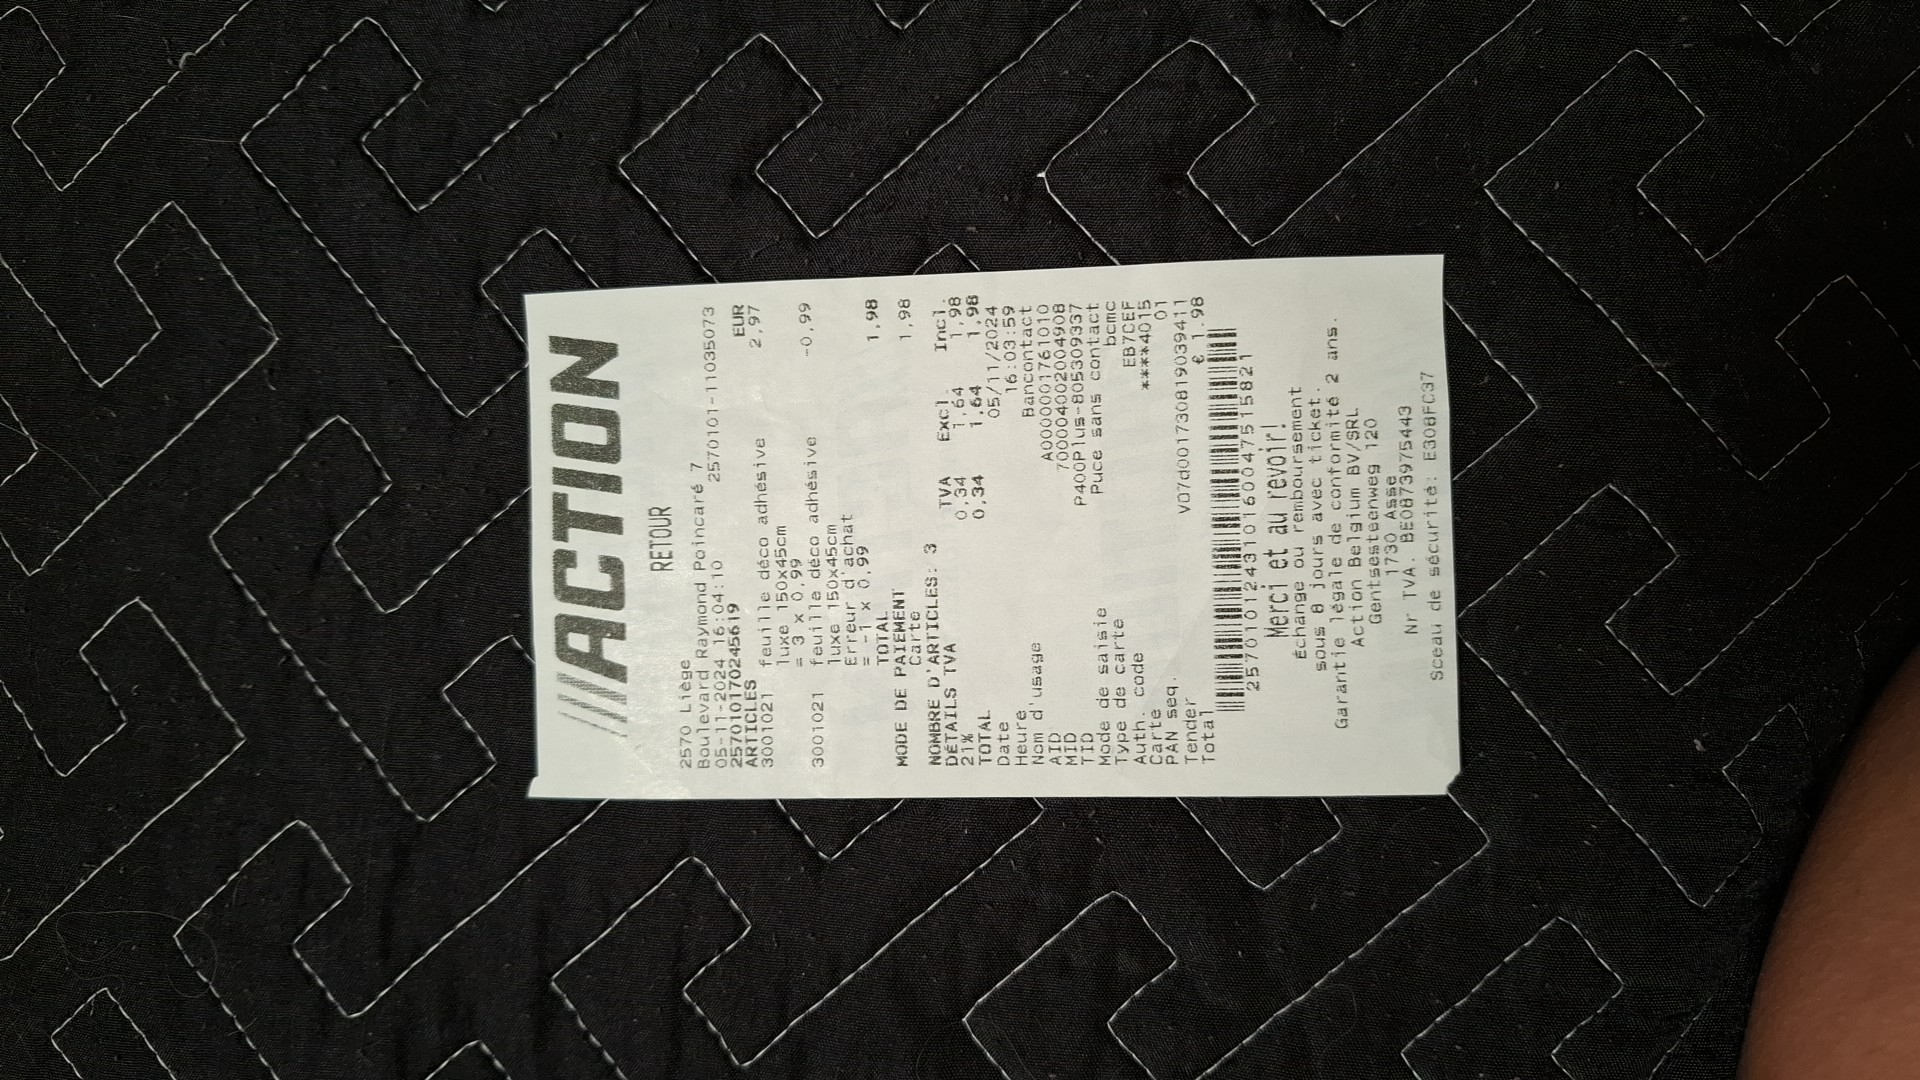 ACTION
RETOUR
2570 Liège
Boulevard Raymond Poincaré 7
05-11-2024 16:04:10 2570101-11035073
257010170245619 EUR
ARTICLES
3001021 feuille déco adhésive 2,97
luxe 150x45cm
= 3 x 0,99
3001021 feuille déco adhésive -0,99
luxe 150x45cm
Erreur d'achat
= -1 x 0,99
TOTAL 1,98
MODE DE PAIEMENT
Carte 1,98
NOMBRE D'ARTICLES: 3
DÉTAILS TVA TVA Excl. Incl.
21% 0,34 1,64 1,98
TOTAL 0,34 1,64 1,98
Date 05/11/2024
Heure 16:03:59
Nom d'usage Bancontact
AID A0000001761010
MID 700004002004908
TID P400Plus-805309337
Mode de saisie Puce sans contact
Type de carte bcmc
Auth. code EB7CEF
Carte ****4015
PAN seq. 01
Tender V07d001730819039411
Total € 1.98
257010124310160047515821
Merci et au revoir!
Échange ou remboursement
sous 8 jours avec ticket.
Garantie légale de conformité 2 ans.
Action Belgium BV/SRL
Gentsesteenweg 120
1730 Asse
Nr TVA. BE0873975443
Sceau de sécurité: E308FC37